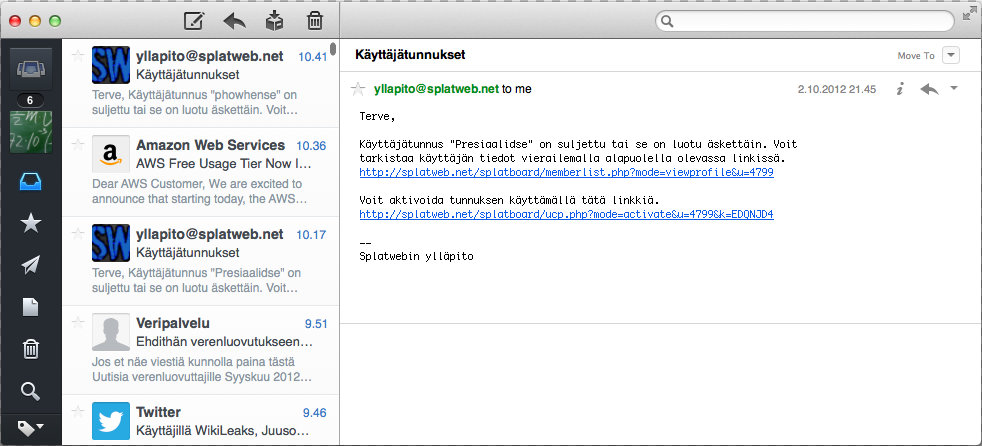 6
yllapito@splatweb.net 10.41
Käyttäjätunnukset
Terve, Käyttäjätunnus "phowhense" on
suljettu tai se on luotu äskettäin. Voit…
Amazon Web Services 10.36
AWS Free Usage Tier Now I…
Dear AWS Customer, We are excited to
announce that starting today, the AWS…
yllapito@splatweb.net 10.17
Käyttäjätunnukset
Terve, Käyttäjätunnus "Presiaalidse" on
suljettu tai se on luotu äskettäin. Voit…
Veripalvelu 9.51
Ehdithän verenluovutukseen…
Jos et näe viestiä kunnolla paina tästä
Uutisia verenluovuttajille Syyskuu 2012…
Twitter 9.46
Käyttäjillä WikiLeaks, Juuso…
Käyttäjätunnukset
Move To
yllapito@splatweb.net to me
2.10.2012 21.45
Terve,
Käyttäjätunnus "Presiaalidse" on suljettu tai se on luotu äskettäin. Voit
tarkistaa käyttäjän tiedot vierailemalla alapuolella olevassa linkissä.
http://splatweb.net/splatboard/memberlist.php?mode=viewprofile&u=4799
Voit aktivoida tunnuksen käyttämällä tätä linkkiä.
http://splatweb.net/splatboard/ucp.php?mode=activate&u=4799&k=EDQNJD4
--
Splatwebin ylläpito